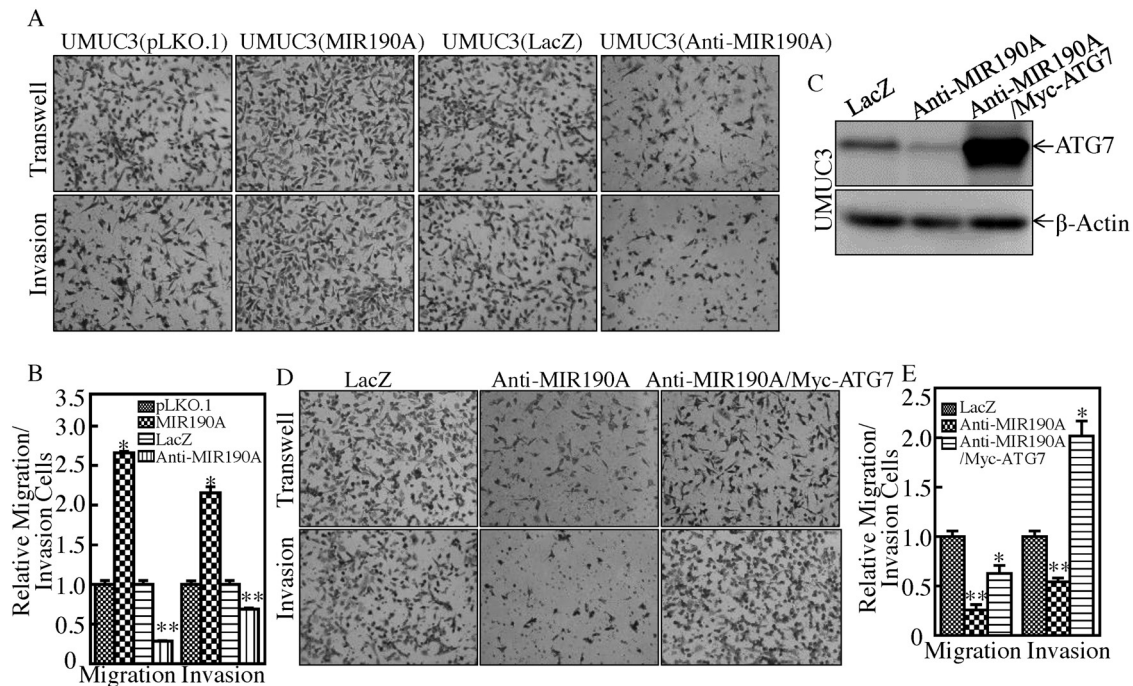 A
UMUC3(pLKO.1) UMUC3(MIR190A) UMUC3(LacZ) UMUC3(Anti-MIR190A)
Transwell
Invasion
C
LacZ
Anti-MIR190A
Anti-MIR190A
/Myc-ATG7
UMUC3
ATG7
β-Actin
B
Relative Migration/
Invasion Cells
3.5
3.0
2.5
2.0
1.5
1.0
0.5
0
pLKO.1
MIR190A
LacZ
Anti-MIR190A
*
**
*
**
Migration Invasion
D
LacZ Anti-MIR190A Anti-MIR190A/Myc-ATG7
Transwell
Invasion
E
Relative Migration/
Invasion Cells
2.5
2.0
1.5
1.0
0.5
0
LacZ
Anti-MIR190A
Anti-MIR190A
/Myc-ATG7
**
*
**
*
Migration Invasion